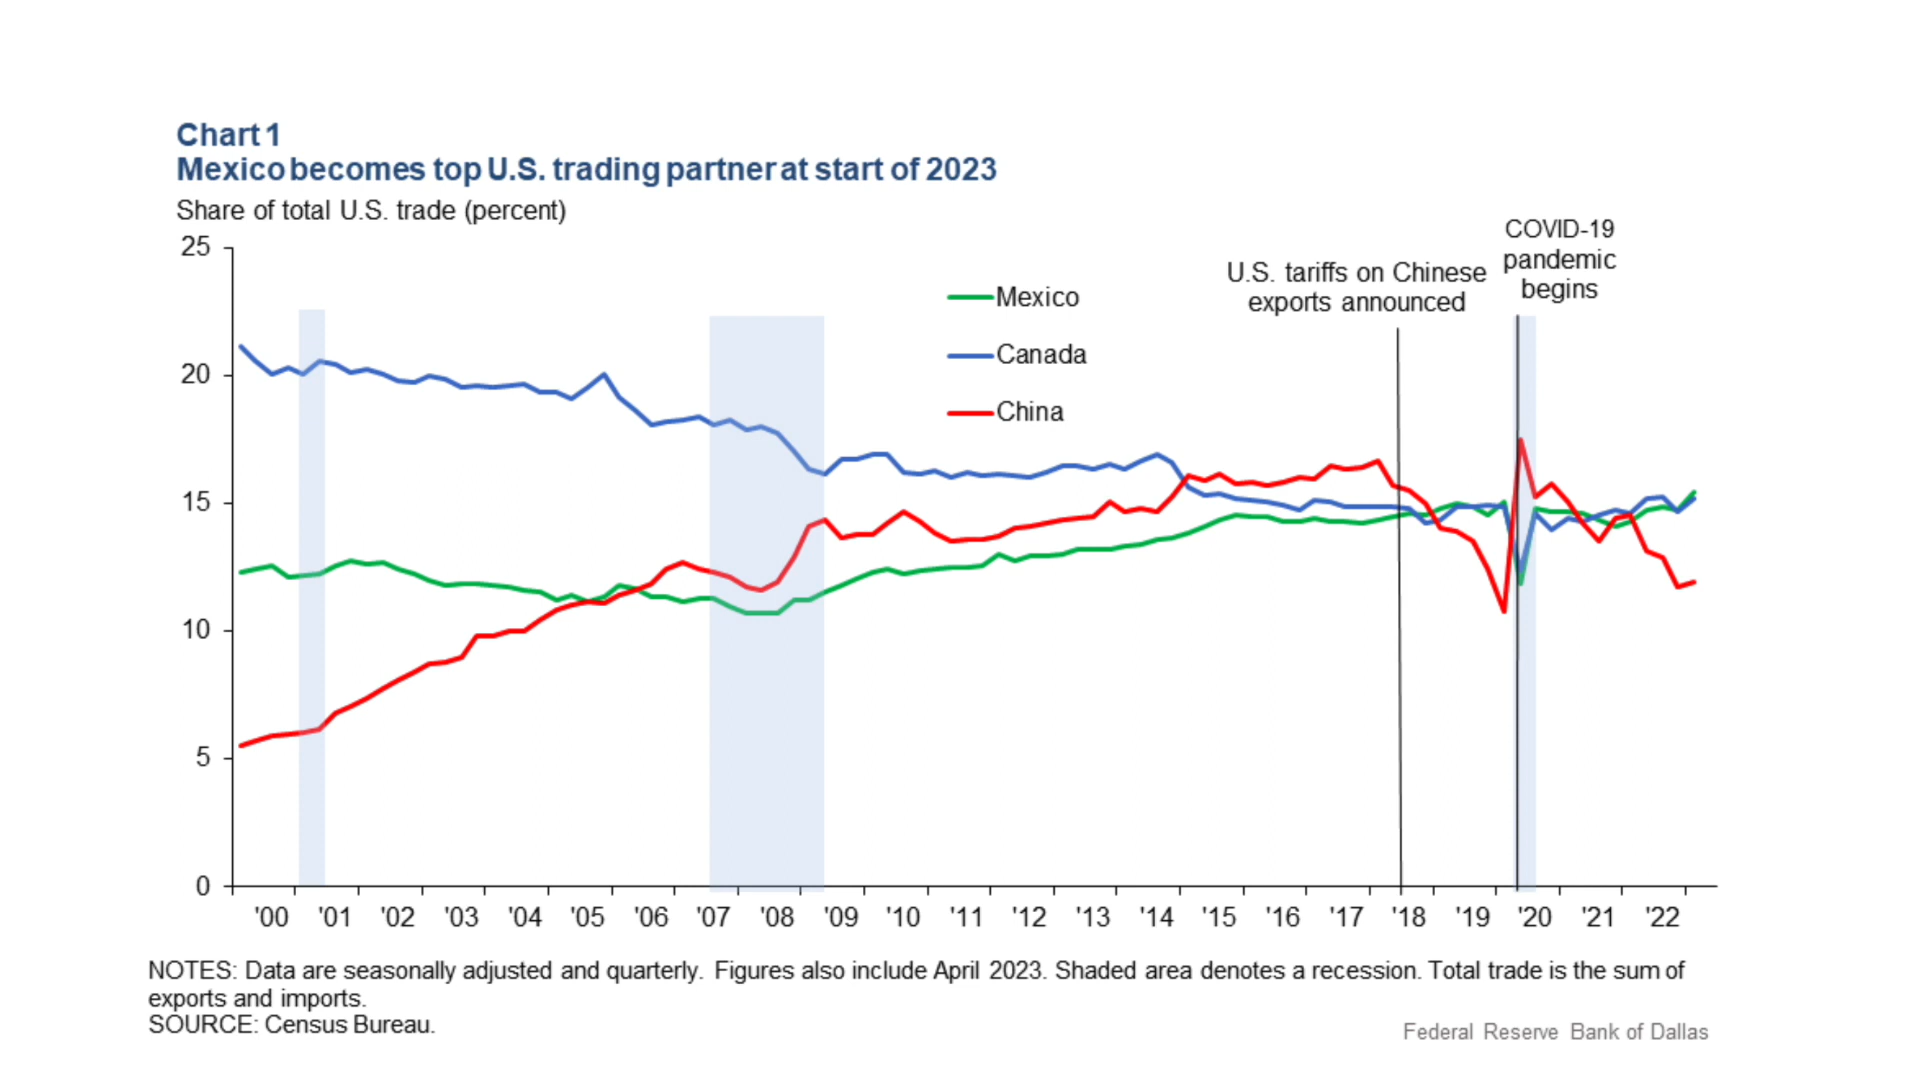 Chart 1
Mexico becomes top U.S. trading partner at start of 2023
Share of total U.S. trade (percent)
25
20
15
10
5
0
Mexico
Canada
China
U.S. tariffs on Chinese
exports announced
COVID-19
pandemic
begins
'00 '01 '02 '03 '04 '05 '06 '07 '08 '09 '10 '11 '12 '13 '14 '15 '16 '17 '18 '19 '20 '21 '22
NOTES: Data are seasonally adjusted and quarterly. Figures also include April 2023. Shaded area denotes a recession. Total trade is the sum of
exports and imports.
SOURCE: Census Bureau.
Federal Reserve Bank of Dallas